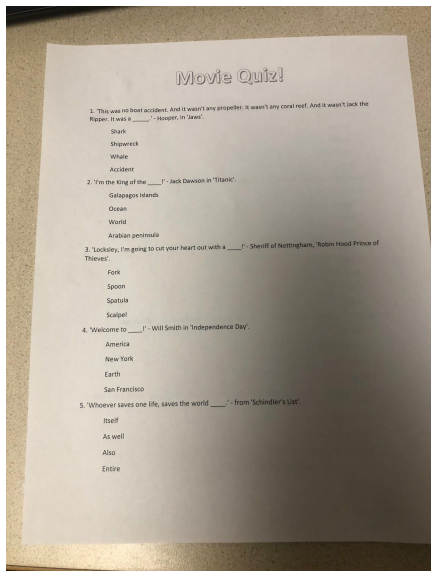 Movie Quiz!
1. 'This was no boat accident. And it wasn't any propeller. It wasn't any coral reef. And it wasn't Jack the
Ripper. It was a _____.' - Hooper, in 'Jaws'.
Shark
Shipwreck
Whale
Accident
2. 'I'm the King of the ____!' - Jack Dawson in 'Titanic'.
Galapagos Islands
Ocean
World
Arabian peninsula
3. 'Locksley, I'm going to cut your heart out with a ____!' - Sheriff of Nottingham, 'Robin Hood Prince of
Thieves'.
Fork
Spoon
Spatula
Scalpel
4. 'Welcome to ____!' - Will Smith in 'Independence Day'.
America
New York
Earth
San Francisco
5. 'Whoever saves one life, saves the world ____.' - from 'Schindler's List'.
Itself
As well
Also
Entire